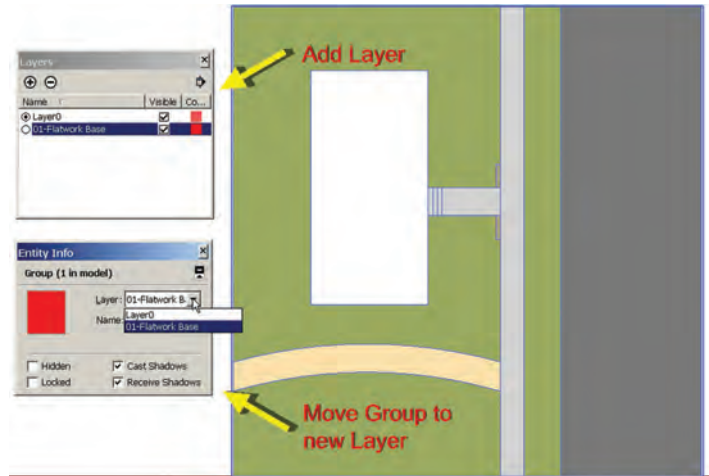 Layers
Add Layer
Name Visible Co...
Layer0
01-Flatwork Base
Entity Info
Group (1 in model)
Layer: 01-Flatwork B...
Name:
Layer0
01-Flatwork Base
Hidden Cast Shadows
Locked Receive Shadows
Move Group to
new Layer